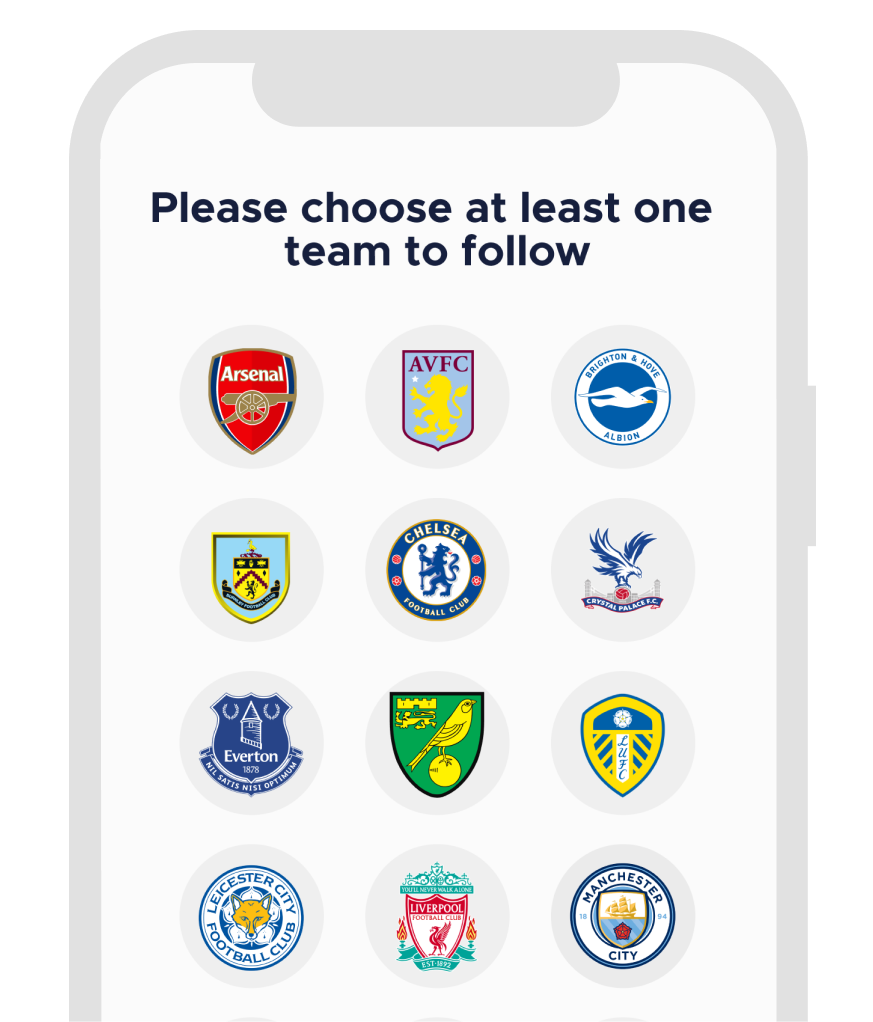 Please choose at least one
team to follow
Arsenal
AVFC
BRIGHTON & HOVE
ALBION
BURNLEY FOOTBALL CLUB
CHELSEA
FOOTBALL CLUB
CRYSTAL PALACE F.C.
Everton
1878
NIL SATIS NISI OPTIMUM
LUFC
LEICESTER CITY
FOOTBALL CLUB
YOU'LL NEVER WALK ALONE
LIVERPOOL
FOOTBALL CLUB
EST·1892
MANCHESTER
18 94
CITY